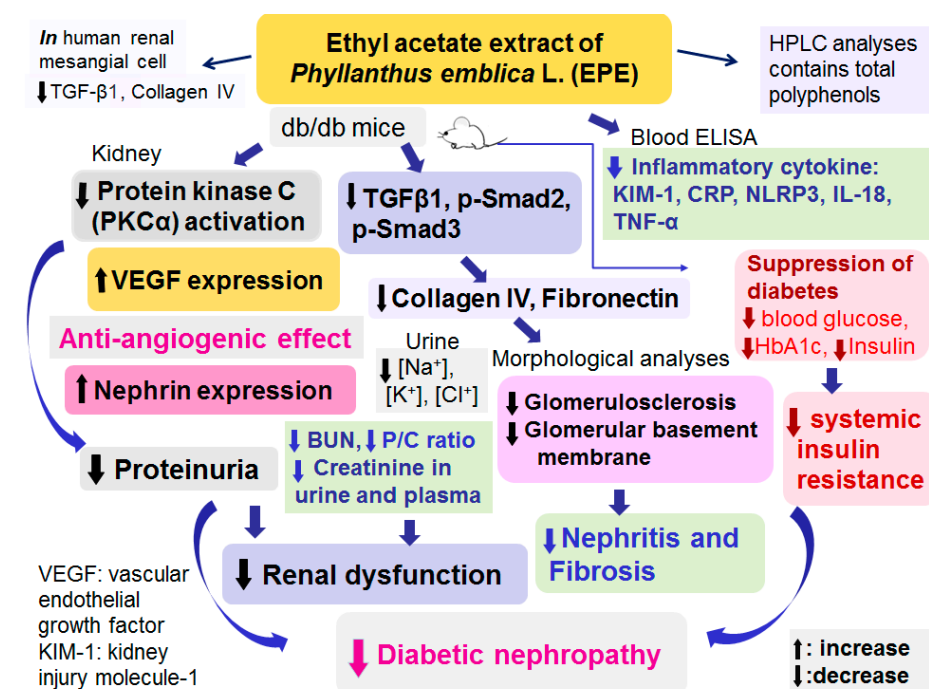 In human renal
mesangial cell
⬇TGF-β1, Collagen IV
Ethyl acetate extract of
Phyllanthus emblica L. (EPE)
HPLC analyses
contains total
polyphenols
db/db mice
Blood ELISA
⬇ Inflammatory cytokine:
KIM-1, CRP, NLRP3, IL-18,
TNF-α
Kidney
⬇ Protein kinase C
(PKCα) activation
⬇ TGFβ1, p-Smad2,
p-Smad3
⬆ VEGF expression
⬇ Collagen IV, Fibronectin
Suppression of
diabetes
⬇ blood glucose,
⬇HbA1c, ⬇Insulin
Anti-angiogenic effect
Urine
⬇ [Na⁺],
[K⁺], [Cl⁺]
Morphological analyses
⬆ Nephrin expression
⬇ Glomerulosclerosis
⬇ Glomerular basement
membrane
⬇ systemic
insulin
resistance
⬇ Proteinuria
⬇ BUN, ⬇ P/C ratio
⬇ Creatinine in
urine and plasma
⬇ Renal dysfunction
⬇ Nephritis and
Fibrosis
VEGF: vascular
endothelial
growth factor
KIM-1: kidney
injury molecule-1
⬇ Diabetic nephropathy
⬆: increase
⬇:decrease